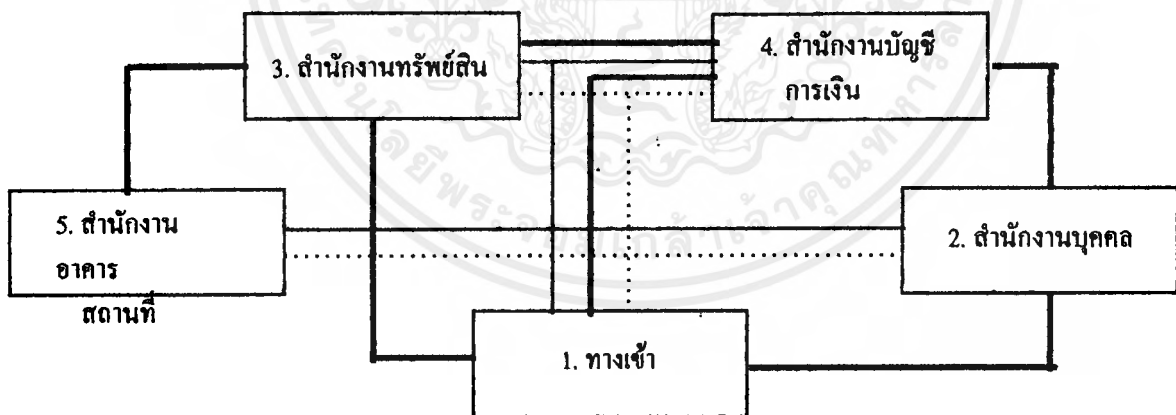 3. สำนักงานทรัพย์สิน
4. สำนักงานบัญชี
การเงิน
5. สำนักงาน
อาคาร
สถานที่
2. สำนักงานบุคคล
1. ทางเข้า